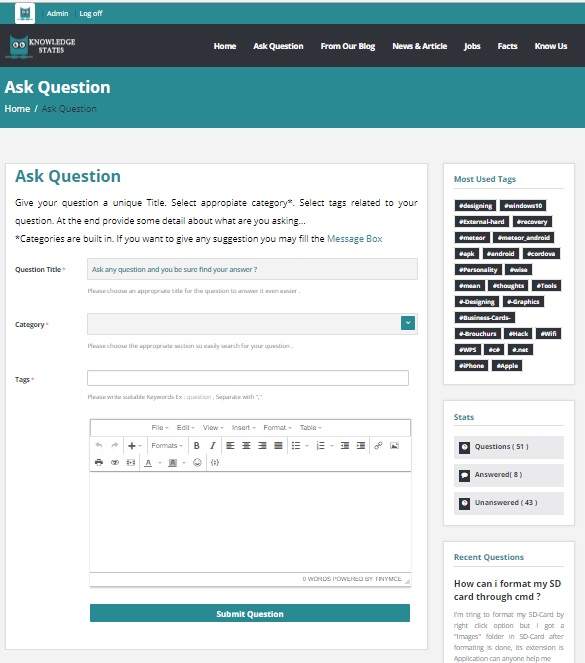 Admin Log off
KNOWLEDGE
STATES
Home Ask Question From Our Blog News & Article Jobs Facts Know Us
Ask Question
Home / Ask Question
Ask Question
Give your question a unique Title. Select appropiate category*. Select tags related to your
question. At the end provide some detail about what are you asking...
*Categories are built in. If you want to give any suggestion you may fill the Message Box
Question Title *
Ask any question and you be sure find your answer ?
Please choose an appropriate title for the question to answer it even easier .
Category *
Please choose the appropriate section so easily search for your question .
Tags *
Please write suitable Keywords Ex : question , Separate with ","
File Edit View Insert Format Table
Formats B I
A A
0 WORDS POWERED BY TINYMCE
Submit Question
Most Used Tags
#designing #windows10
#External-hard #recovery
#meteor #meteor_android
#apk #android #cordova
#Personality #wise
#mean #thoughts #Tools
#-Designing #-Graphics
#Business-Cards-
#-Brouchurs #Hack #Wifi
#WPS #c# #.net
#iPhone #Apple
Stats
Questions ( 51 )
Answered( 8 )
Unanswered ( 43 )
Recent Questions
How can i format my SD
card through cmd ?
I'm tring to format my SD-Card by
right click option but i got a
"Images" folder in SD-Card after
formating is done, its extension is
Application can anyone help me